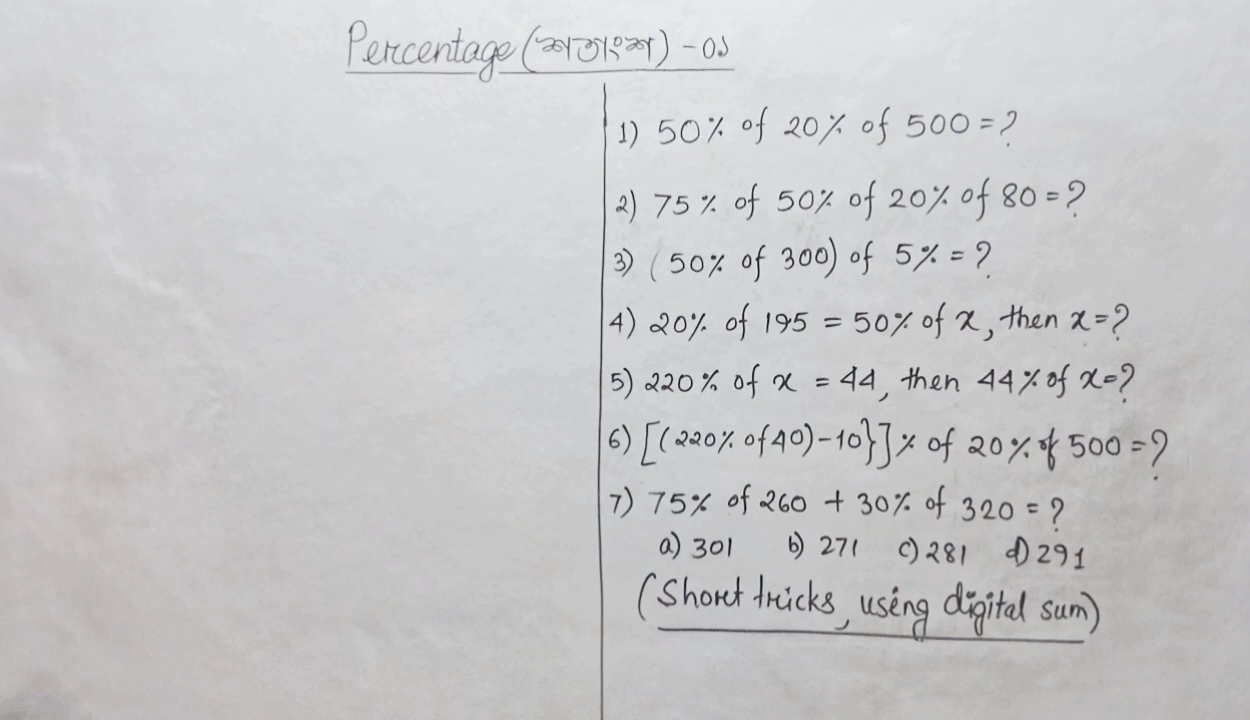 Percentage (শতাংশ) - ০১
1) 50% of 20% of 500 = ?
2) 75% of 50% of 20% of 80 = ?
3) (50% of 300) of 5% = ?
4) 20% of 195 = 50% of x, then x = ?
5) 220% of x = 44, then 44% of x = ?
6) [(220% of 40) - 10}]% of 20% of 500 = ?
7) 75% of 260 + 30% of 320 = ?
a) 301 b) 271 c) 281 d) 291
(Short tricks, using digital sum)